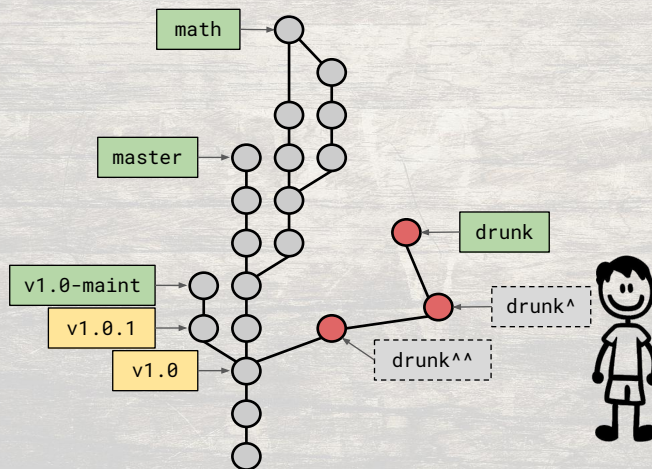 math
master
drunk
v1.0-maint
drunk^
v1.0.1
drunk^^
v1.0